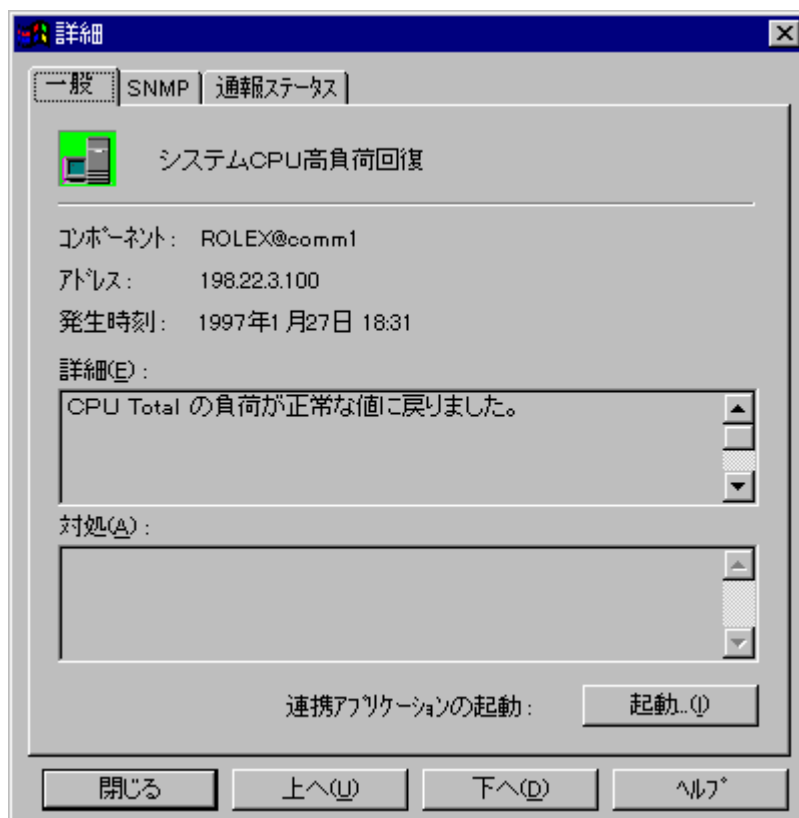 詳細
一般 SNMP 通報ステータス
システムCPU高負荷回復
コンポーネント: ROLEX@comm1
アドレス: 198.22.3.100
発生時刻: 1997年1月27日 18:31
詳細(E):
CPU Total の負荷が正常な値に戻りました。
対処(A):
連携アプリケーションの起動: 起動...(I)
閉じる 上へ(U) 下へ(D) ヘルプ